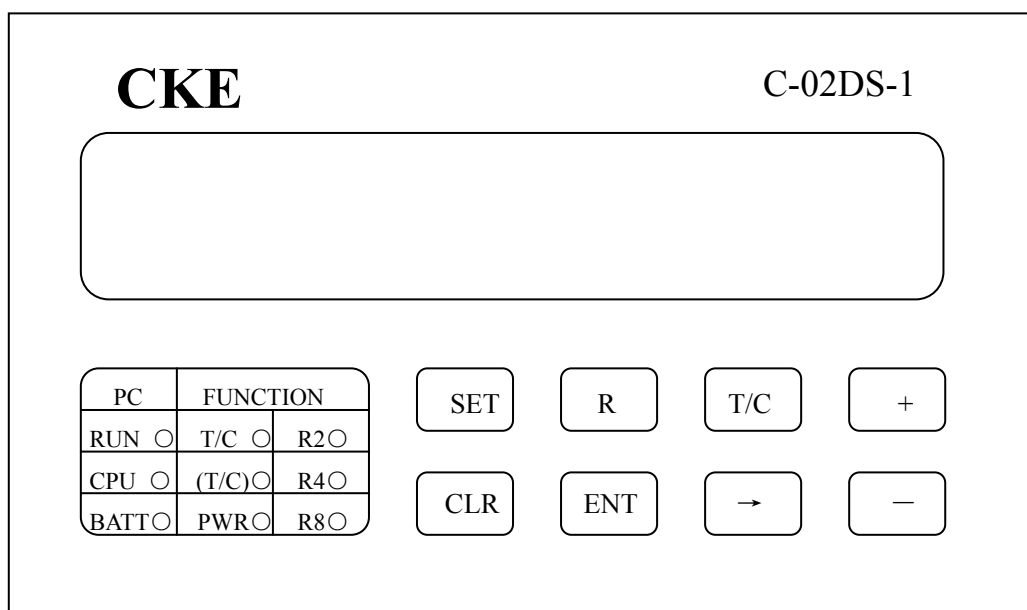 CKE C-02DS-1
PC FUNCTION SET R T/C +
RUN ○ T/C ○ R2○
CPU ○ (T/C)○ R4○ CLR ENT → －
BATT○ PWR○ R8○